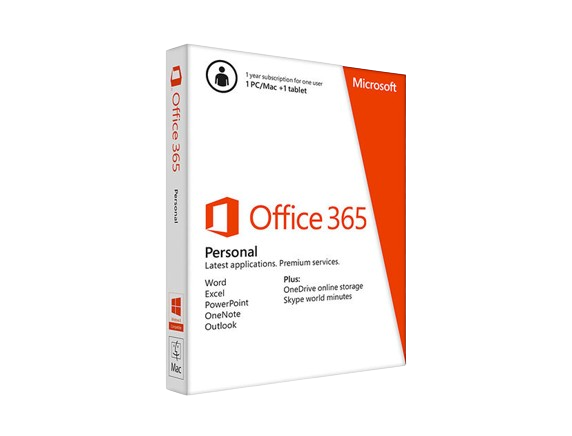 1 year subscription for one user
1 PC/Mac +1 tablet
Microsoft
Office 365
Personal
Latest applications. Premium services.
Word
Excel
PowerPoint
OneNote
Outlook
Plus:
OneDrive online storage
Skype world minutes
Office 365
Personal
Mac